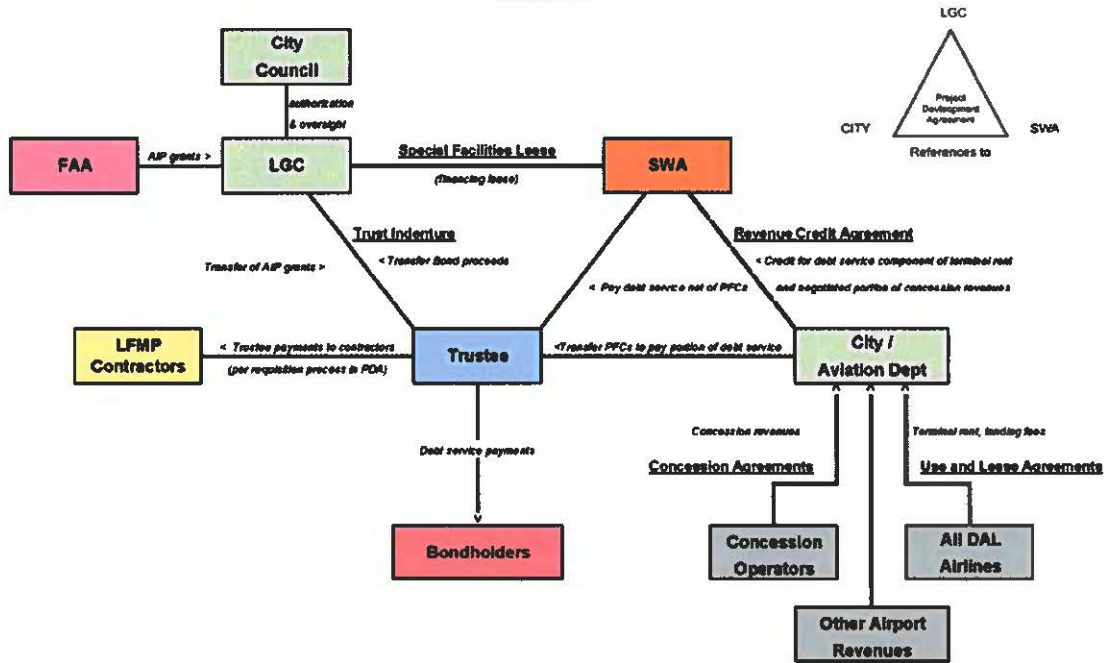 LGC
City
Council
Project
Development
Agreement
CITY
SWA
References to
authorization
& oversight
FAA
AIP grants >
LGC
Special Facilities Lease
(financing lease)
SWA
Trust Indenture
< Transfer Bond proceeds
Transfer of AIP grants >
Revenue Credit Agreement
< Credit for debt service component of terminal rent
and negotiated portion of concession revenues
< Pay debt service net of PFCs
LFMP
Contractors
< Trustee payments to contractors
(per requisition process in PDA)
Trustee
<Transfer PFCs to pay portion of debt service
City /
Aviation Dept
Concession revenues
Terminal rent, landing fees
Debt service payments
Concession Agreements
Use and Lease Agreements
Bondholders
Concession
Operators
All DAL
Airlines
Other Airport
Revenues